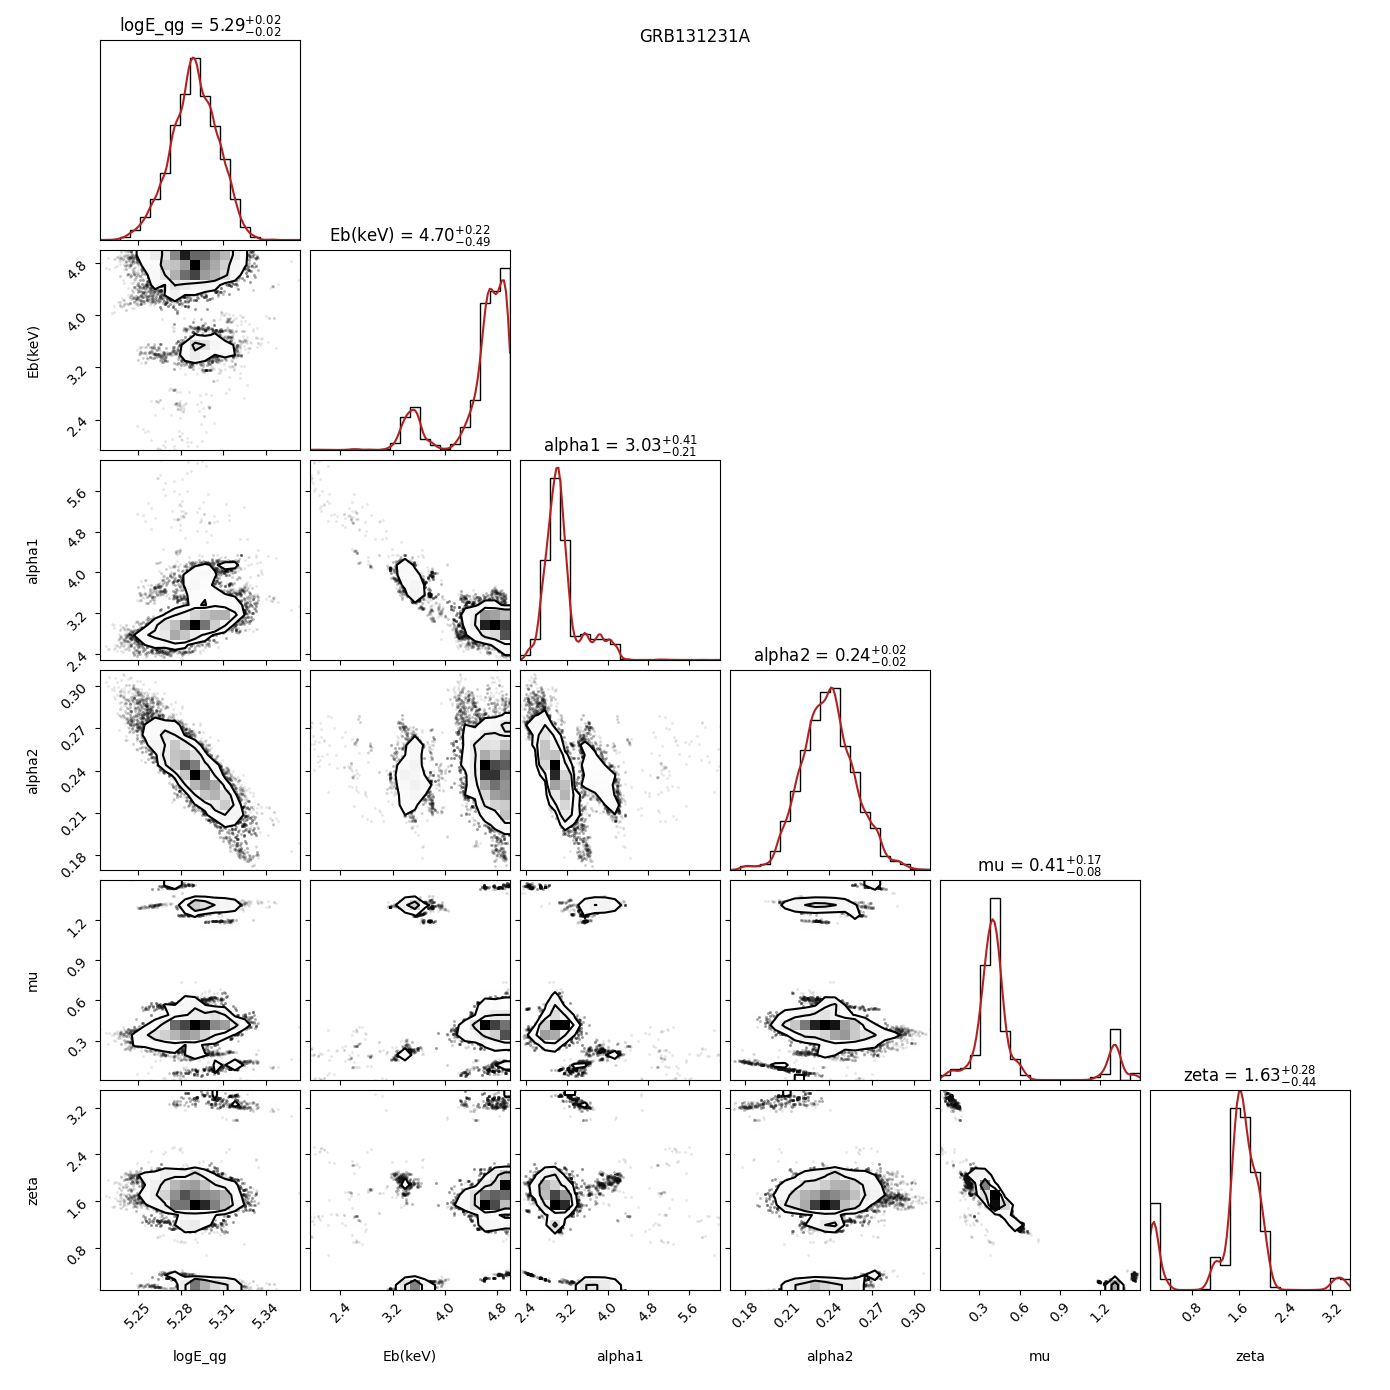 GRB131231A
logE_qg = 5.29+0.02 −0.02
Eb(keV) = 4.70+0.22 −0.49
alpha1 = 3.03+0.41 −0.21
alpha2 = 0.24+0.02 −0.02
mu = 0.41+0.17 −0.08
zeta = 1.63+0.28 −0.44
Eb(keV)
4.8
4.0
3.2
2.4
alpha1
5.6
4.8
4.0
3.2
2.4
alpha2
0.30
0.27
0.24
0.21
0.18
mu
1.2
0.9
0.6
0.3
zeta
3.2
2.4
1.6
0.8
5.25 5.28 5.31 5.34
2.4 3.2 4.0 4.8
2.4 3.2 4.0 4.8 5.6
0.18 0.21 0.24 0.27 0.30
0.3 0.6 0.9 1.2
0.8 1.6 2.4 3.2
logE_qg Eb(keV) alpha1 alpha2 mu zeta